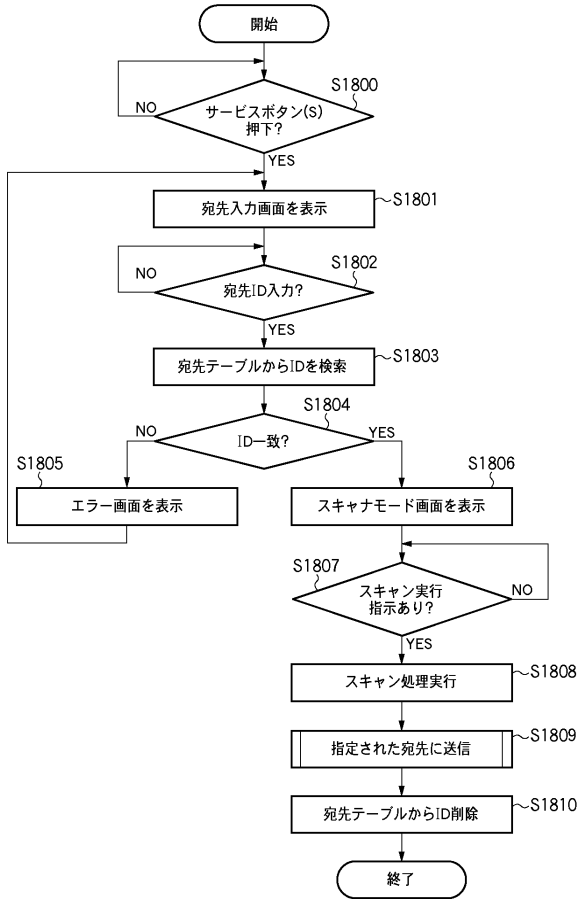 開始
S1800
サービスボタン(S)
押下?
NO
YES
宛先入力画面を表示
S1801
S1802
NO
宛先ID入力?
YES
宛先テーブルからIDを検索
S1803
S1804
NO
ID一致?
YES
S1805
エラー画面を表示
S1806
スキャナモード画面を表示
S1807
スキャン実行
指示あり?
NO
YES
スキャン処理実行
S1808
指定された宛先に送信
S1809
宛先テーブルからID削除
S1810
終了